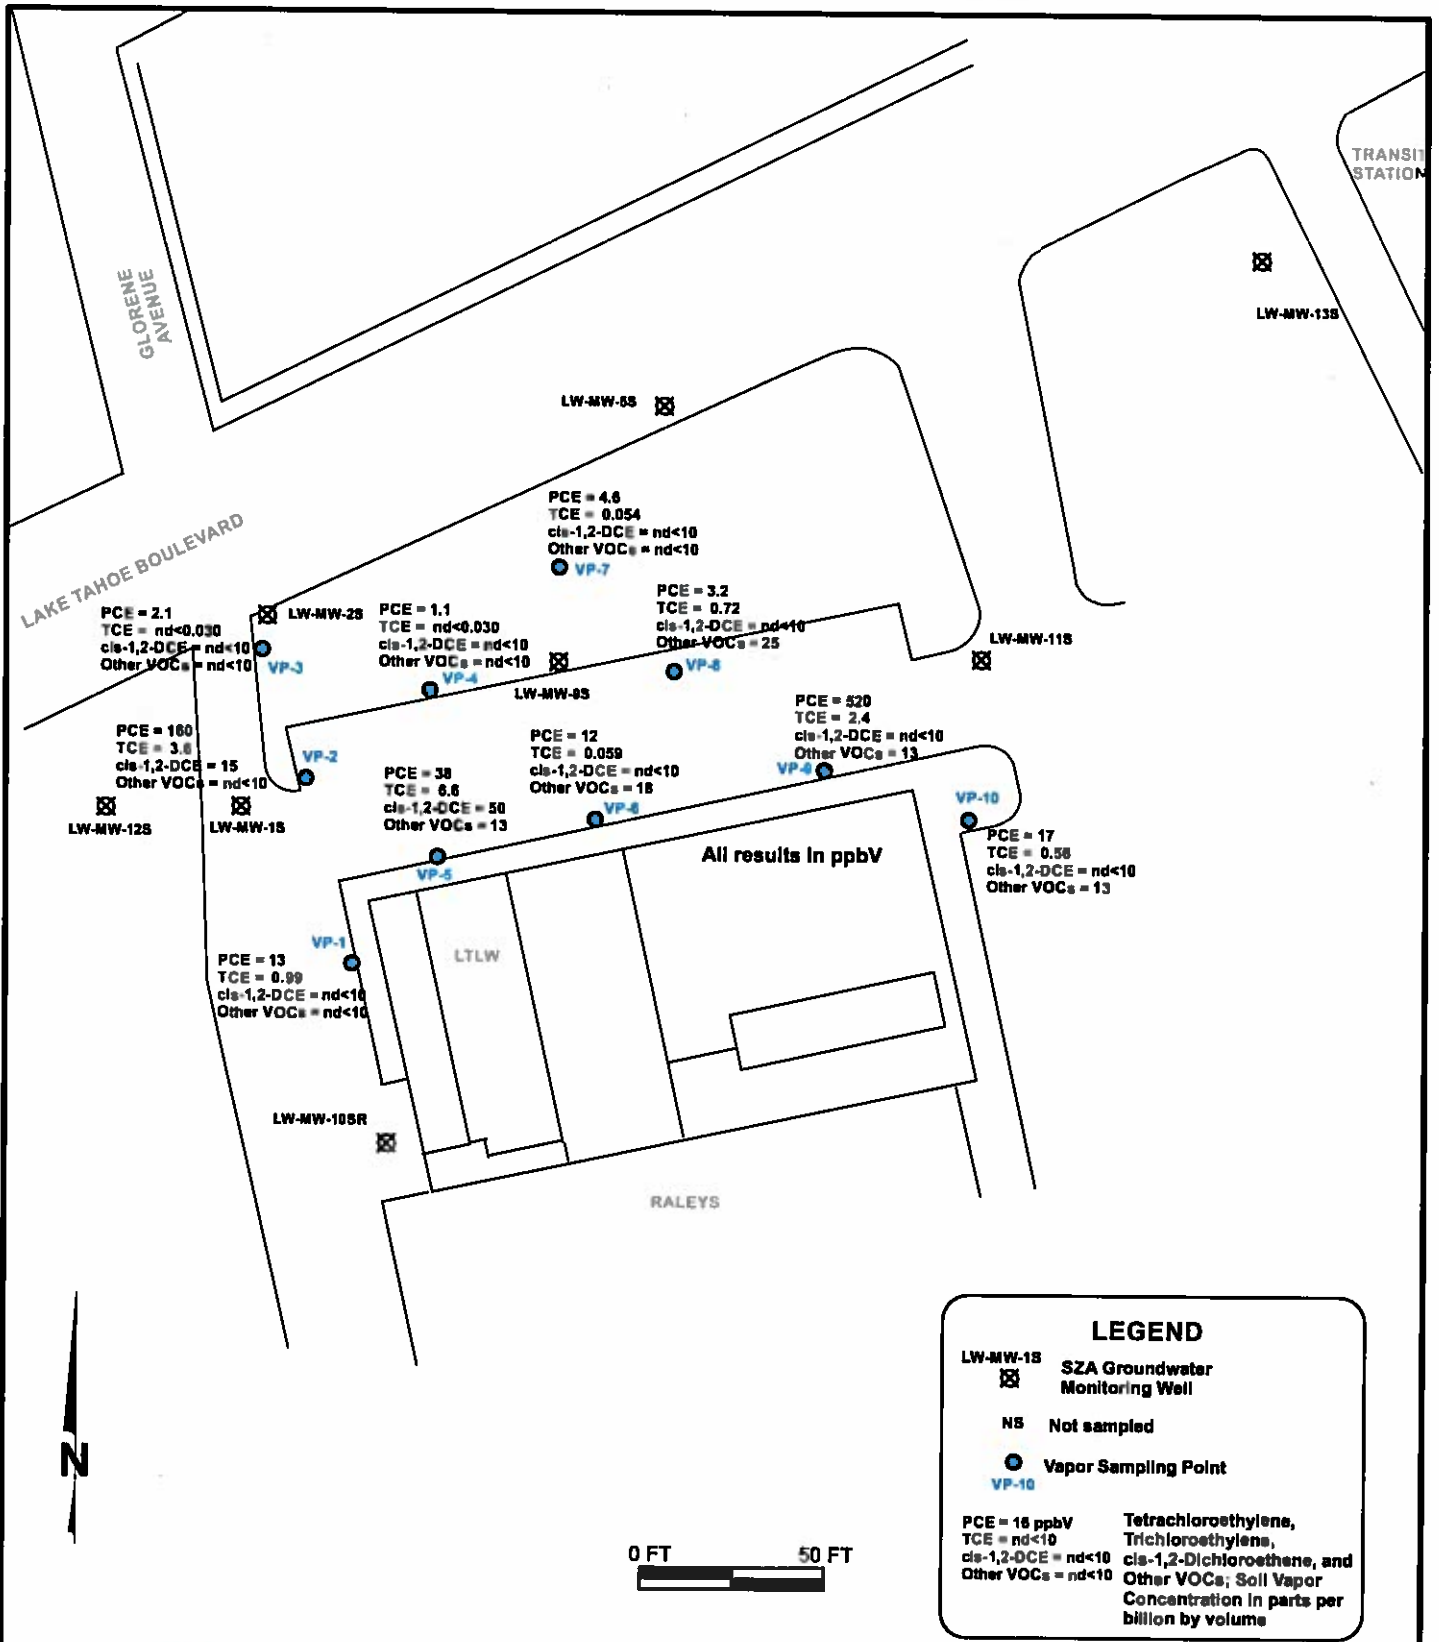 TRANSIT
STATION
LW-MW-13S
GLORENE
AVENUE
LW-MW-5S
LAKE TAHOE BOULEVARD
PCE = 4.6
TCE = 0.054
cis-1,2-DCE = nd<10
Other VOCs = nd<10
VP-7
PCE = 3.2
TCE = 0.72
cis-1,2-DCE = nd<10
Other VOCs = 25
VP-8
PCE = 2.1
TCE = nd<0.030
cis-1,2-DCE = nd<10
Other VOCs = nd<10
VP-3
LW-MW-2S
PCE = 1.1
TCE = nd<0.030
cis-1,2-DCE = nd<10
Other VOCs = nd<10
VP-4
LW-MW-9S
LW-MW-11S
PCE = 160
TCE = 3.6
cis-1,2-DCE = 15
Other VOCs = nd<10
VP-2
LW-MW-12S
LW-MW-1S
PCE = 38
TCE = 6.6
cis-1,2-DCE = 50
Other VOCs = 13
VP-5
PCE = 12
TCE = 0.059
cis-1,2-DCE = nd<10
Other VOCs = 18
VP-6
PCE = 520
TCE = 2.4
cis-1,2-DCE = nd<10
Other VOCs = 13
VP-9
VP-10
PCE = 17
TCE = 0.56
cis-1,2-DCE = nd<10
Other VOCs = 13
All results in ppbV
VP-1
PCE = 13
TCE = 0.99
cis-1,2-DCE = nd<10
Other VOCs = nd<10
LTLW
LW-MW-10SR
RALEYS
N
0 FT 50 FT
LEGEND
LW-MW-1S
SZA Groundwater
Monitoring Well
NS Not sampled
Vapor Sampling Point
VP-10
PCE = 16 ppbV
TCE = nd<10
cis-1,2-DCE = nd<10
Other VOCs = nd<10
Tetrachloroethylene,
Trichloroethylene,
cis-1,2-Dichloroethene, and
Other VOCs; Soil Vapor
Concentration in parts per
billion by volume